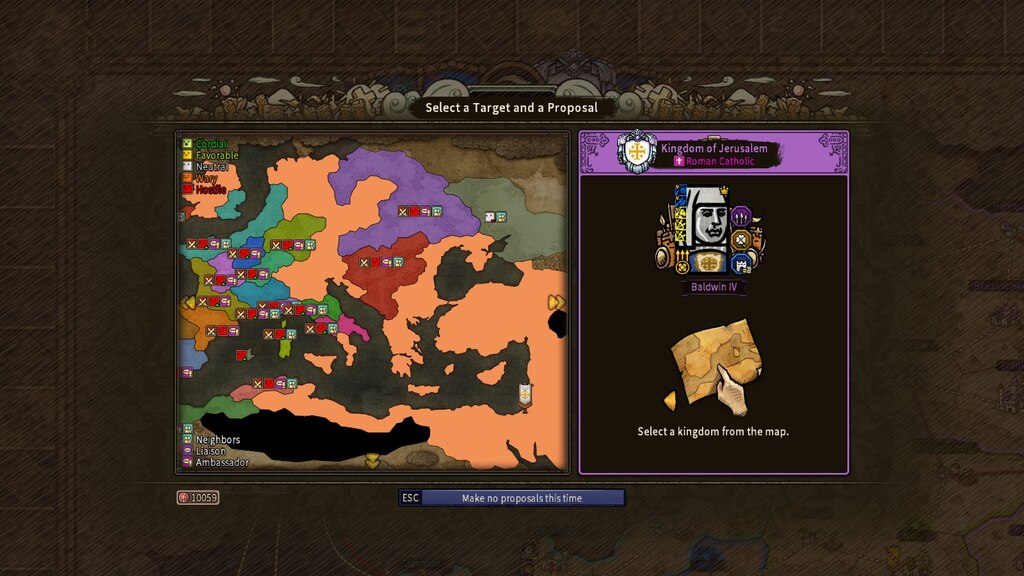 Select a Target and a Proposal
Cordial
Favorable
Neutral
Wary
Hostile
Kingdom of Jerusalem
Roman Catholic
Baldwin IV
Select a kingdom from the map.
Neighbors
Liaison
Ambassador
10059
ESC
Make no proposals this time